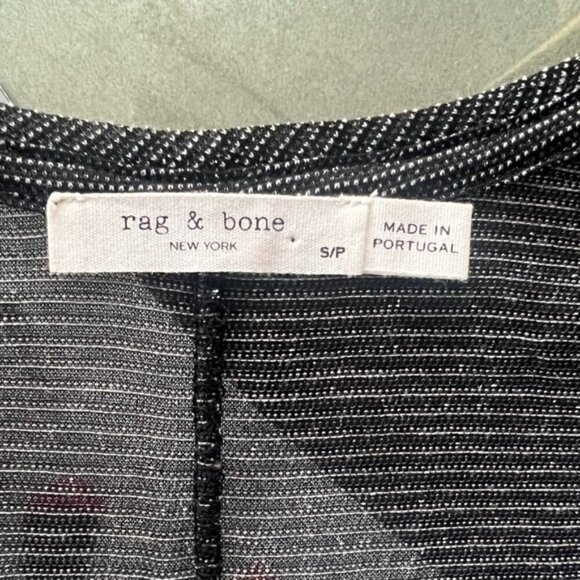 rag & bone
NEW YORK
S/P
MADE IN
PORTUGAL